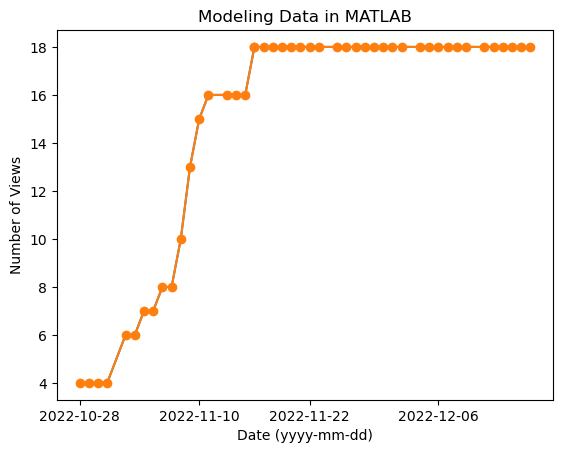 Modeling Data in MATLAB
18
16
14
12
10
8
6
4
Number of Views
2022-10-28 2022-11-10 2022-11-22 2022-12-06
Date (yyyy-mm-dd)